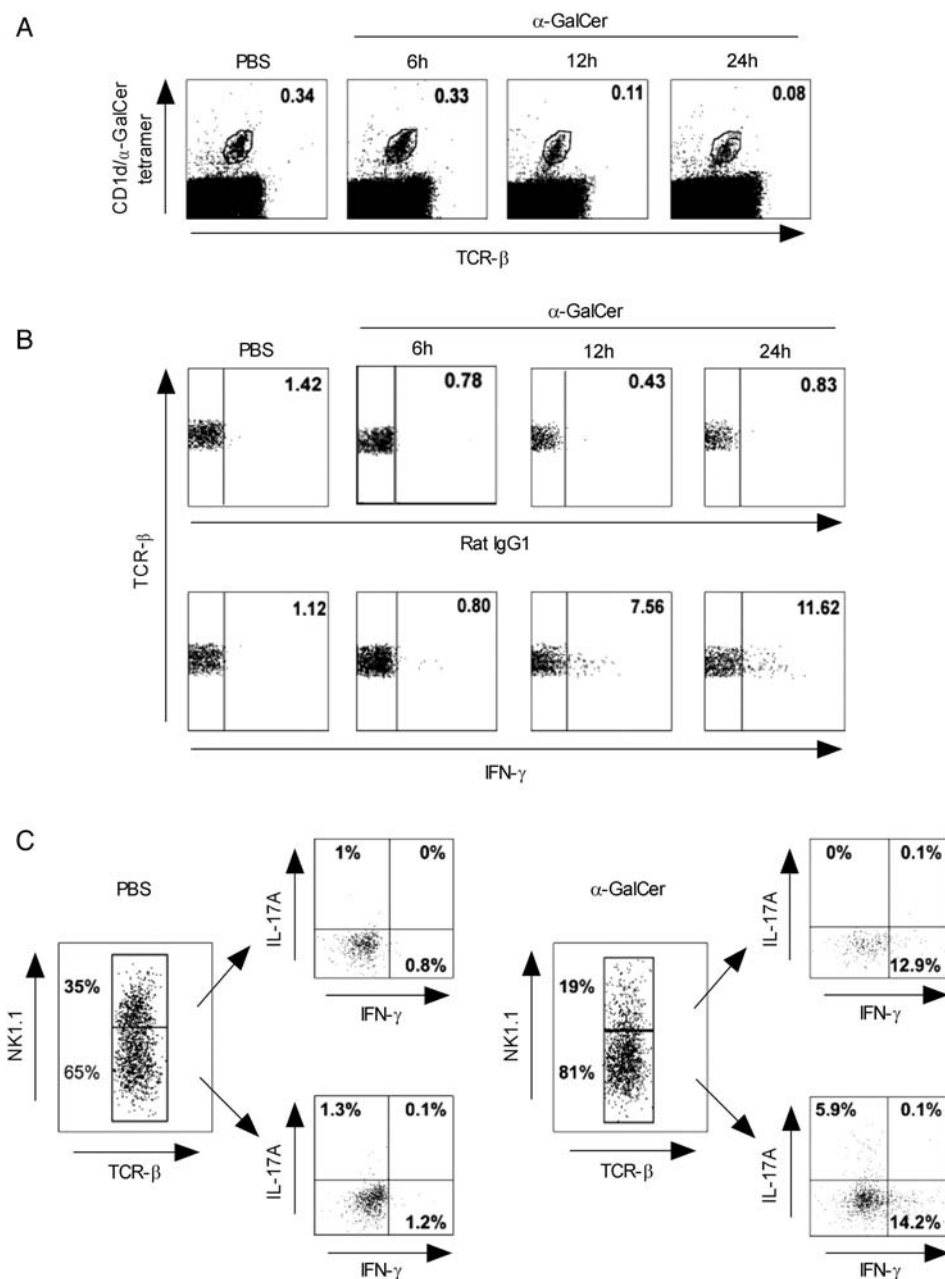 A
α-GalCer
PBS 6h 12h 24h
0.34 0.33 0.11 0.08
CD1d/α-GalCer
tetramer
TCR-β
B
α-GalCer
PBS 6h 12h 24h
1.42 0.78 0.43 0.83
Rat IgG1
TCR-β
1.12 0.80 7.56 11.62
IFN-γ
C
PBS
NK1.1
35%
65%
TCR-β
IL-17A
1% 0%
0.8%
IFN-γ
IL-17A
1.3% 0.1%
1.2%
IFN-γ
α-GalCer
NK1.1
19%
81%
TCR-β
IL-17A
0% 0.1%
12.9%
IFN-γ
IL-17A
5.9% 0.1%
14.2%
IFN-γ